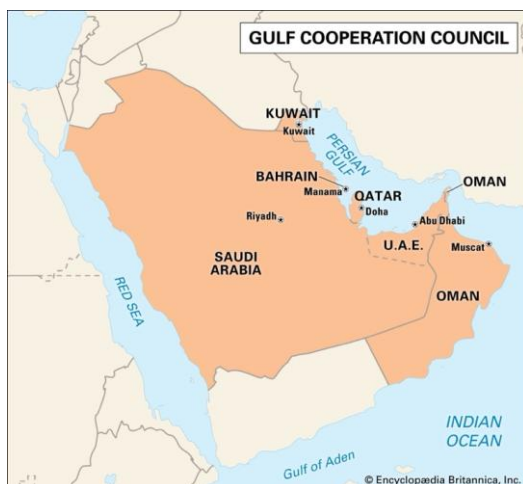 GULF COOPERATION COUNCIL
KUWAIT
Kuwait
PERSIAN
GULF
BAHRAIN
Manama
QATAR
Doha
OMAN
Riyadh
Abu Dhabi
U.A.E.
Muscat
SAUDI
ARABIA
OMAN
RED SEA
INDIAN
OCEAN
Gulf of Aden
© Encyclopædia Britannica, Inc.